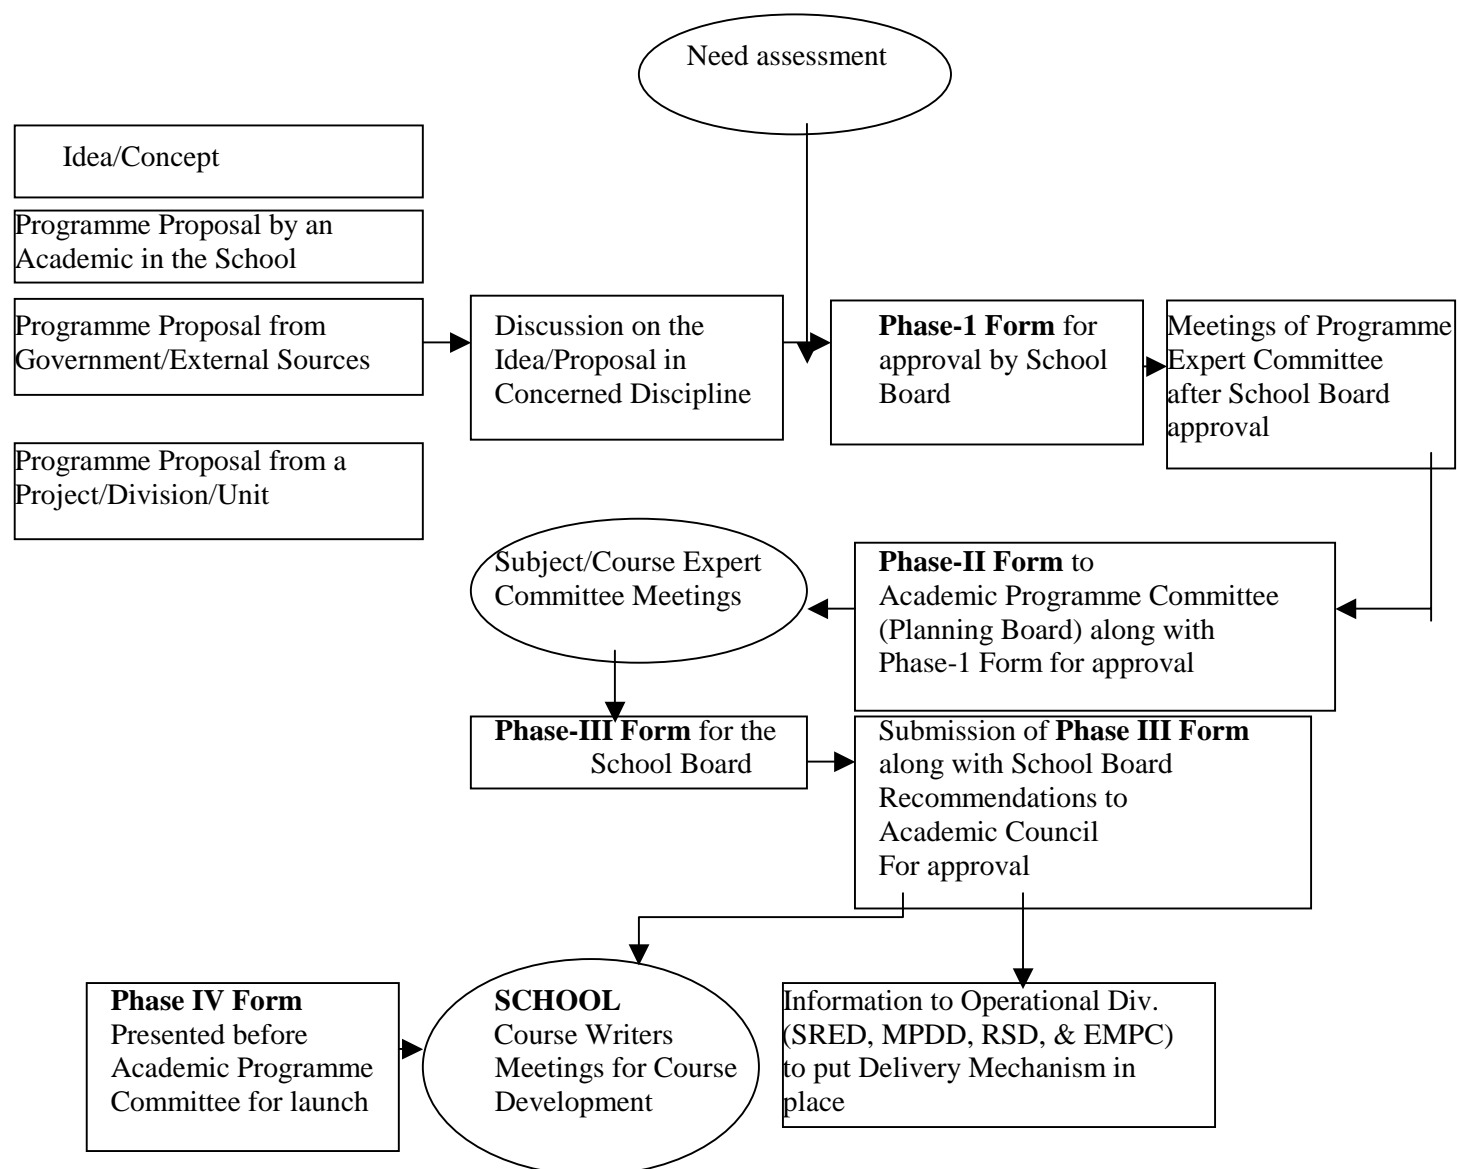 Need assessment
Idea/Concept
Programme Proposal by an
Academic in the School
Programme Proposal from
Government/External Sources
Discussion on the
Idea/Proposal in
Concerned Discipline
Phase-1 Form for
approval by School
Board
Meetings of Programme
Expert Committee
after School Board
approval
Programme Proposal from a
Project/Division/Unit
Subject/Course Expert
Committee Meetings
Phase-II Form to
Academic Programme Committee
(Planning Board) along with
Phase-1 Form for approval
Phase-III Form for the
School Board
Submission of Phase III Form
along with School Board
Recommendations to
Academic Council
For approval
Phase IV Form
Presented before
Academic Programme
Committee for launch
SCHOOL
Course Writers
Meetings for Course
Development
Information to Operational Div.
(SRED, MPDD, RSD, & EMPC)
to put Delivery Mechanism in
place